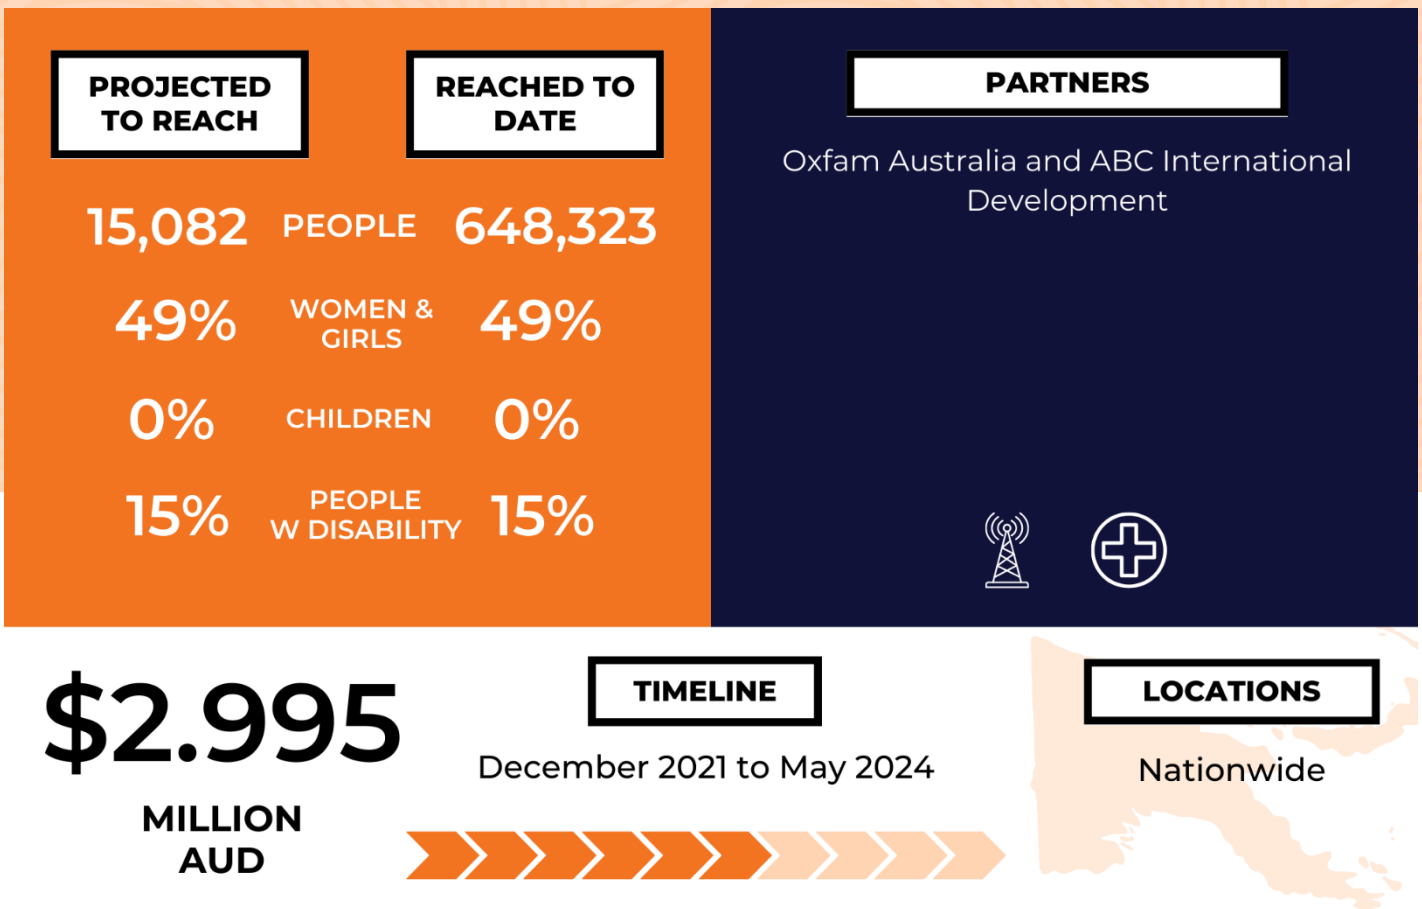 PROJECTED
TO REACH
REACHED TO
DATE
15,082 PEOPLE 648,323
49% WOMEN &
GIRLS 49%
0% CHILDREN 0%
15% PEOPLE
W DISABILITY 15%
PARTNERS
Oxfam Australia and ABC International
Development
$2.995
MILLION
AUD
TIMELINE
December 2021 to May 2024
LOCATIONS
Nationwide